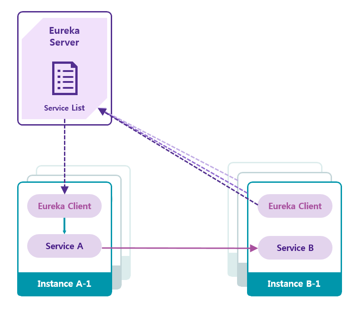 Eureka
Server
Service List
Eureka Client
Service A
Instance A-1
Eureka Client
Service B
Instance B-1